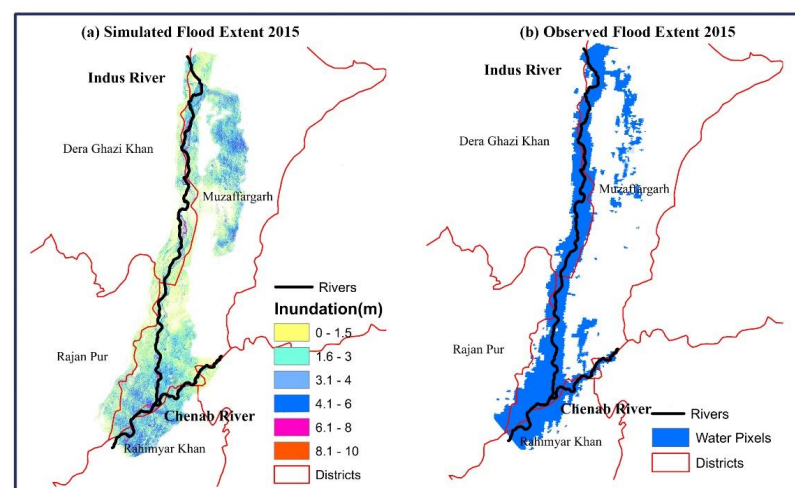 (a) Simulated Flood Extent 2015
Indus River
Dera Ghazi Khan
Muzaffargarh
Rajan Pur
Chenab River
Rahimyar Khan
Rivers
Inundation(m)
0 - 1.5
1.6 - 3
3.1 - 4
4.1 - 6
6.1 - 8
8.1 - 10
Districts
(b) Observed Flood Extent 2015
Indus River
Dera Ghazi Khan
Muzaffargarh
Rajan Pur
Chenab River
Rahimyar Khan
Rivers
Water Pixels
Districts